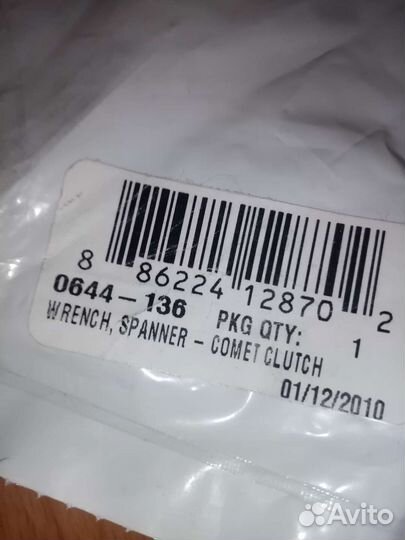 8 86224 12870 2
0644-136 PKG QTY: 1
WRENCH, SPANNER - COMET CLUTCH
01/12/2010
Avito